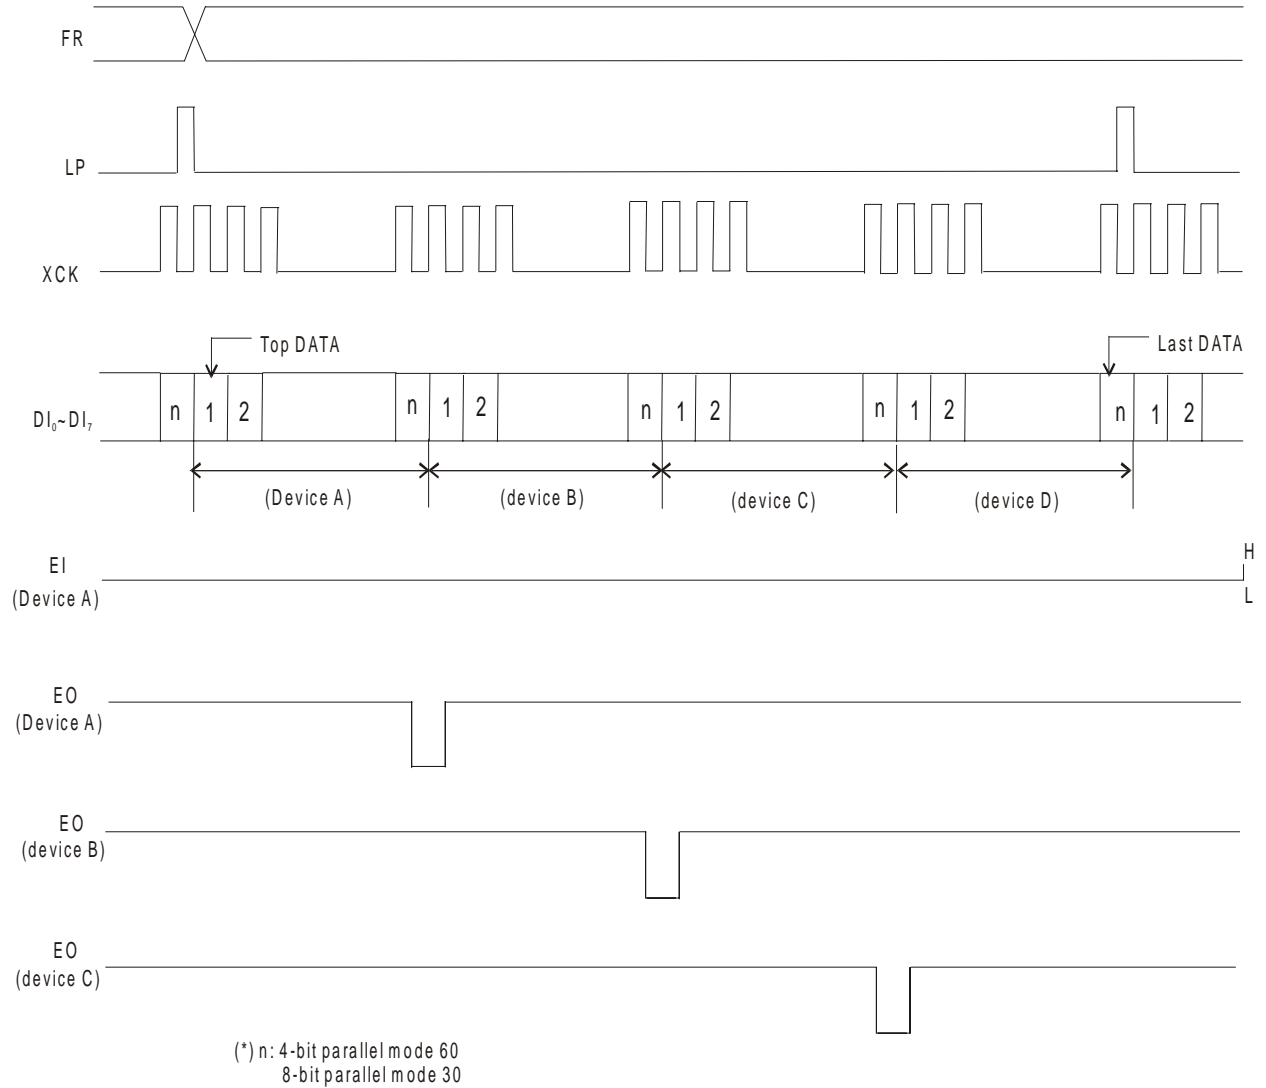 FR
LP
XCK
Top DATA
Last DATA
DI₀~DI₇
n 1 2 n 1 2 n 1 2 n 1 2 n 1 2
(Device A) (device B) (device C) (device D)
EI
(Device A)
H
L
EO
(Device A)
EO
(device B)
EO
(device C)
(*) n: 4-bit parallel mode 60
8-bit parallel mode 30